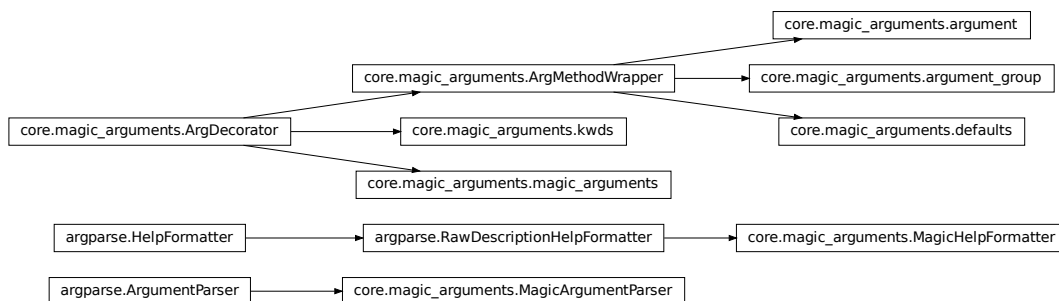 core.magic_arguments.argument
core.magic_arguments.ArgMethodWrapper
core.magic_arguments.argument_group
core.magic_arguments.ArgDecorator
core.magic_arguments.kwds
core.magic_arguments.defaults
core.magic_arguments.magic_arguments
argparse.HelpFormatter
argparse.RawDescriptionHelpFormatter
core.magic_arguments.MagicHelpFormatter
argparse.ArgumentParser
core.magic_arguments.MagicArgumentParser